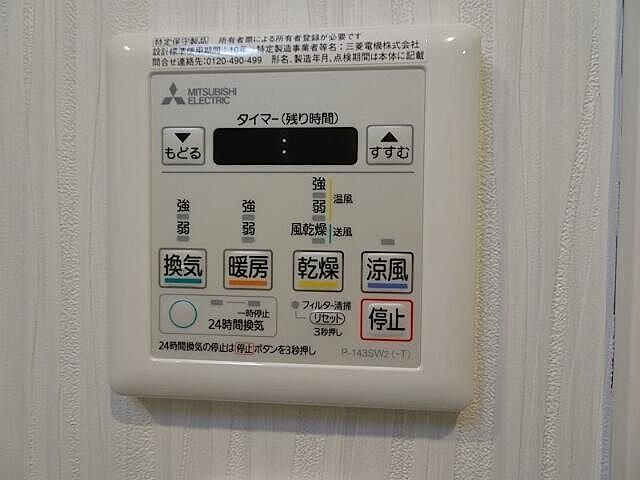 特定保守製品 所有者票による所有者登録が必要です
設計標準使用期間:10年 特定製造事業者等名:三菱電機株式会社
問合せ連絡先:0120-490-499 形名、製造年月、点検期間は本体に記載
MITSUBISHI
ELECTRIC
タイマー(残り時間)
もどる
:
すすむ
強
弱
強
弱
強
弱
温風
風乾燥
送風
換気
暖房
乾燥
涼風
一時停止
24時間換気
フィルター清掃
リセット
3秒押し
停止
24時間換気の停止は停止ボタンを3秒押し
P-143SW2(-T)